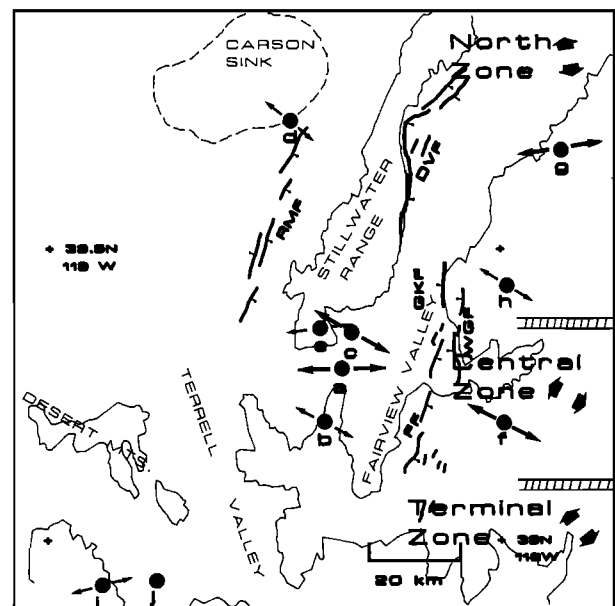 CARSON
SINK
North
Zone
d
g
DVF
RMF
STILLWATER
RANGE
+ 39.5N
119 W
+
GKF
h
WGF
e
c
a
Central
Zone
FAIRVIEW VALLEY
TERRELL
VALLEY
DESERT MTS.
b
FF
f
Terminal
Zone
+ 39N
118W
+
20 km
i
j